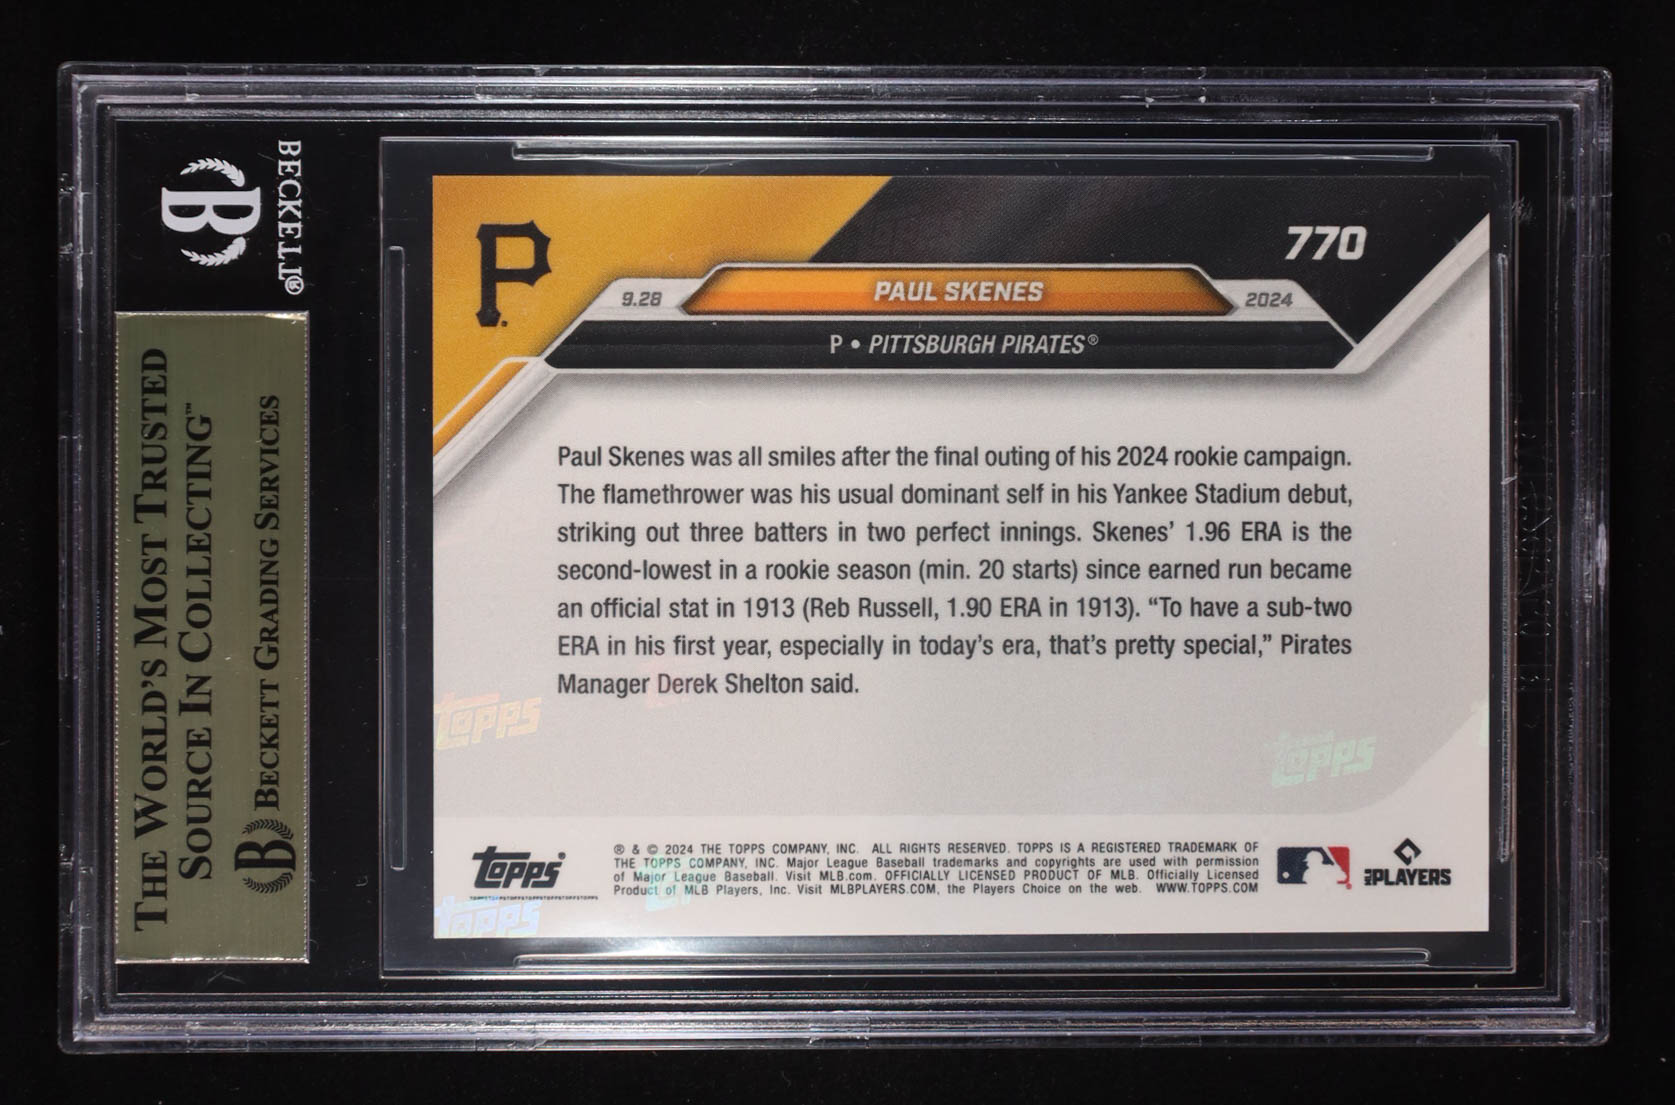 BECKETT®
B
THE WORLD'S MOST TRUSTED
SOURCE IN COLLECTING™
B BECKETT GRADING SERVICES
P
770
9.28
PAUL SKENES
2024
P • PITTSBURGH PIRATES®
Paul Skenes was all smiles after the final outing of his 2024 rookie campaign.
The flamethrower was his usual dominant self in his Yankee Stadium debut,
striking out three batters in two perfect innings. Skenes' 1.96 ERA is the
second-lowest in a rookie season (min. 20 starts) since earned run became
an official stat in 1913 (Reb Russell, 1.90 ERA in 1913). “To have a sub-two
ERA in his first year, especially in today's era, that's pretty special,” Pirates
Manager Derek Shelton said.
topps
topps
topps
® & © 2024 THE TOPPS COMPANY, INC. ALL RIGHTS RESERVED. TOPPS IS A REGISTERED TRADEMARK OF
THE TOPPS COMPANY, INC. Major League Baseball trademarks and copyrights are used with permission
of Major League Baseball. Visit MLB.com. OFFICIALLY LICENSED PRODUCT OF MLB. Officially Licensed
Product of MLB Players, Inc. Visit MLBPLAYERS.COM, the Players Choice on the web. WWW.TOPPS.COM
MLB PLAYERS
topps